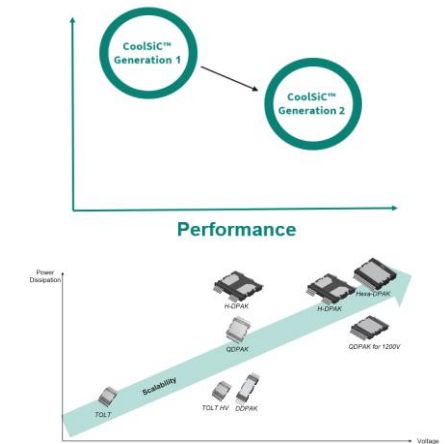 CoolSiC™
Generation 1
CoolSiC™
Generation 2
Performance
Power
Dissipation
H-DPAK
H-DPAK
Hexa-DPAK
QDPAK
QDPAK for 1200V
Scalability
TOLT
TOLT HV
DDPAK
Voltage